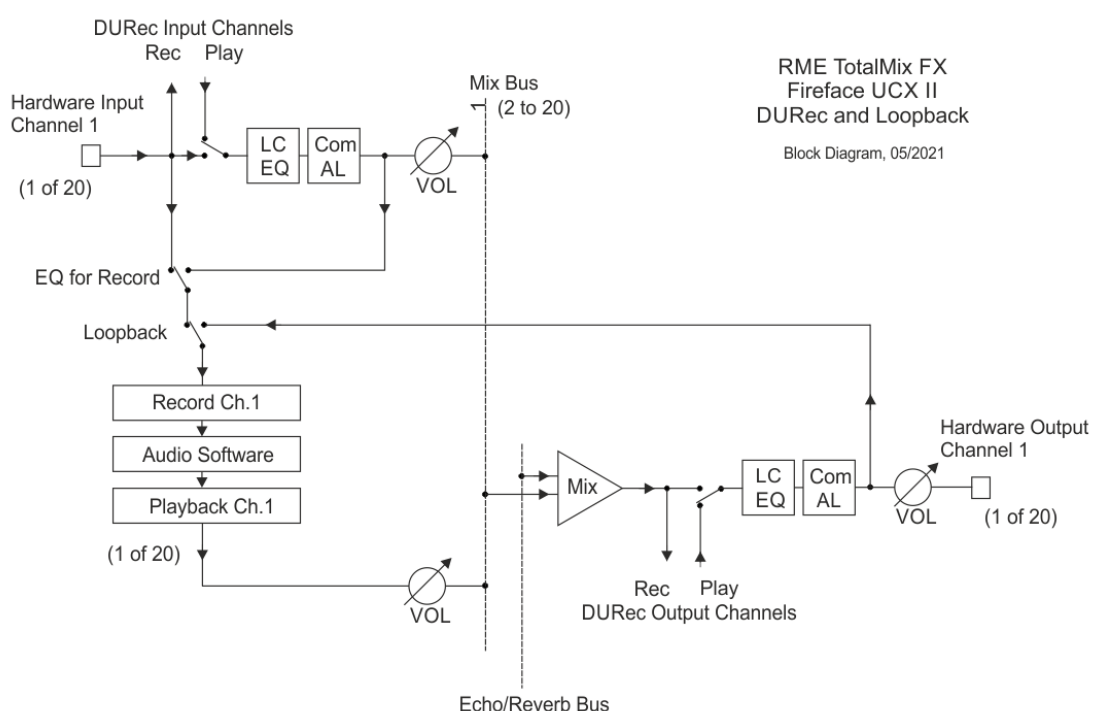 DURec Input Channels
Rec Play
Hardware Input
Channel 1
(1 of 20)
LC
EQ
Com
AL
VOL
Mix Bus
1 (2 to 20)
RME TotalMix FX
Fireface UCX II
DURec and Loopback
Block Diagram, 05/2021
EQ for Record
Loopback
Record Ch.1
Audio Software
Playback Ch.1
(1 of 20)
VOL
Mix
Rec Play
DURec Output Channels
LC
EQ
Com
AL
Hardware Output
Channel 1
VOL
(1 of 20)
Echo/Reverb Bus